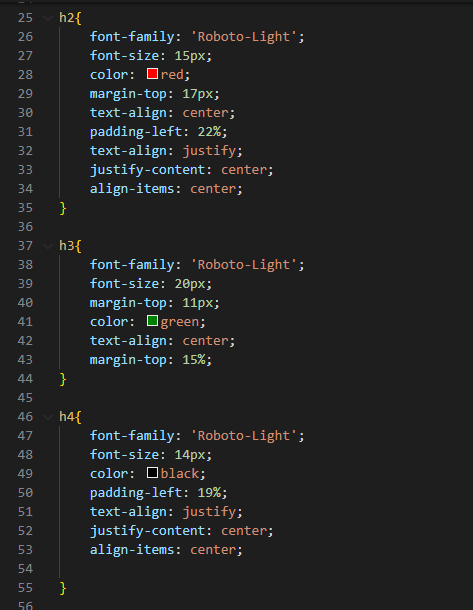 25 h2{
26 font-family: 'Roboto-Light';
27 font-size: 15px;
28 color: red;
29 margin-top: 17px;
30 text-align: center;
31 padding-left: 22%;
32 text-align: justify;
33 justify-content: center;
34 align-items: center;
35 }
36
37 h3{
38 font-family: 'Roboto-Light';
39 font-size: 20px;
40 margin-top: 11px;
41 color: green;
42 text-align: center;
43 margin-top: 15%;
44 }
45
46 h4{
47 font-family: 'Roboto-Light';
48 font-size: 14px;
49 color: black;
50 padding-left: 19%;
51 text-align: justify;
52 justify-content: center;
53 align-items: center;
54
55 }
56